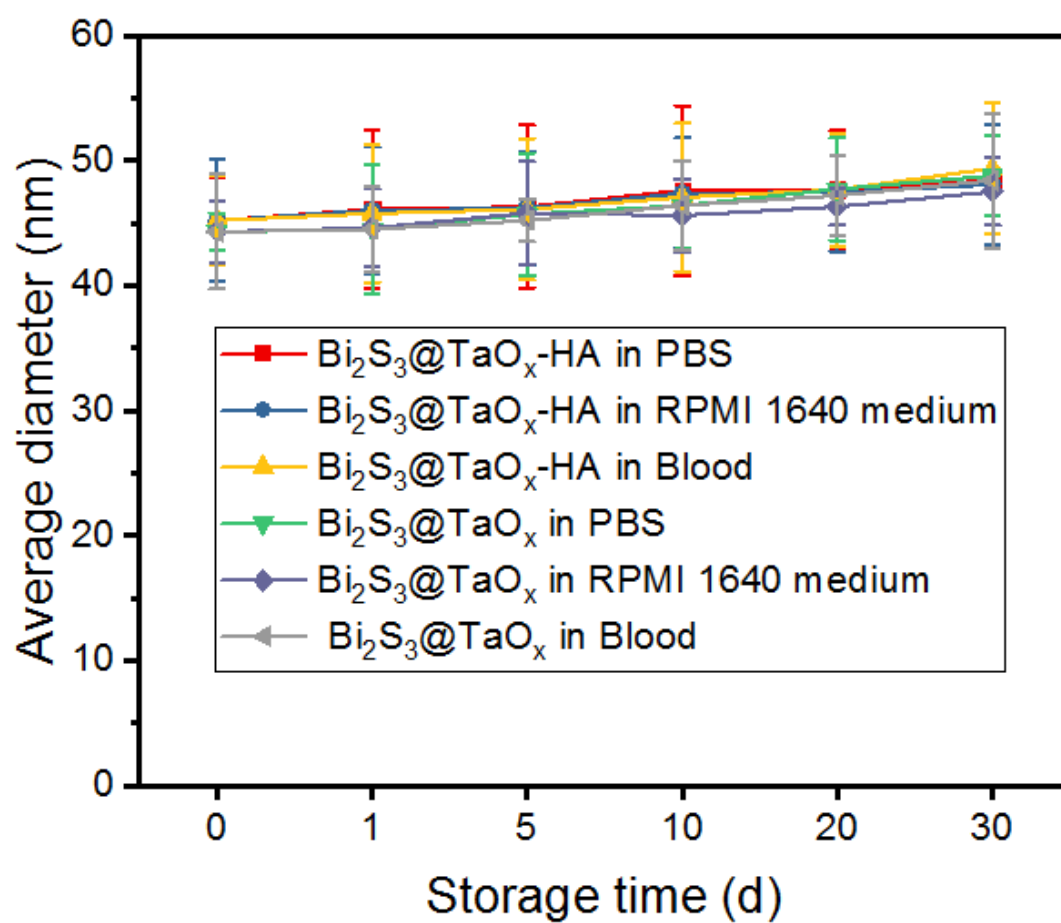 60
50
40
30
20
10
0
Average diameter (nm)
Bi₂S₃@TaOₓ-HA in PBS
Bi₂S₃@TaOₓ-HA in RPMI 1640 medium
Bi₂S₃@TaOₓ-HA in Blood
Bi₂S₃@TaOₓ in PBS
Bi₂S₃@TaOₓ in RPMI 1640 medium
Bi₂S₃@TaOₓ in Blood
0 1 5 10 20 30
Storage time (d)